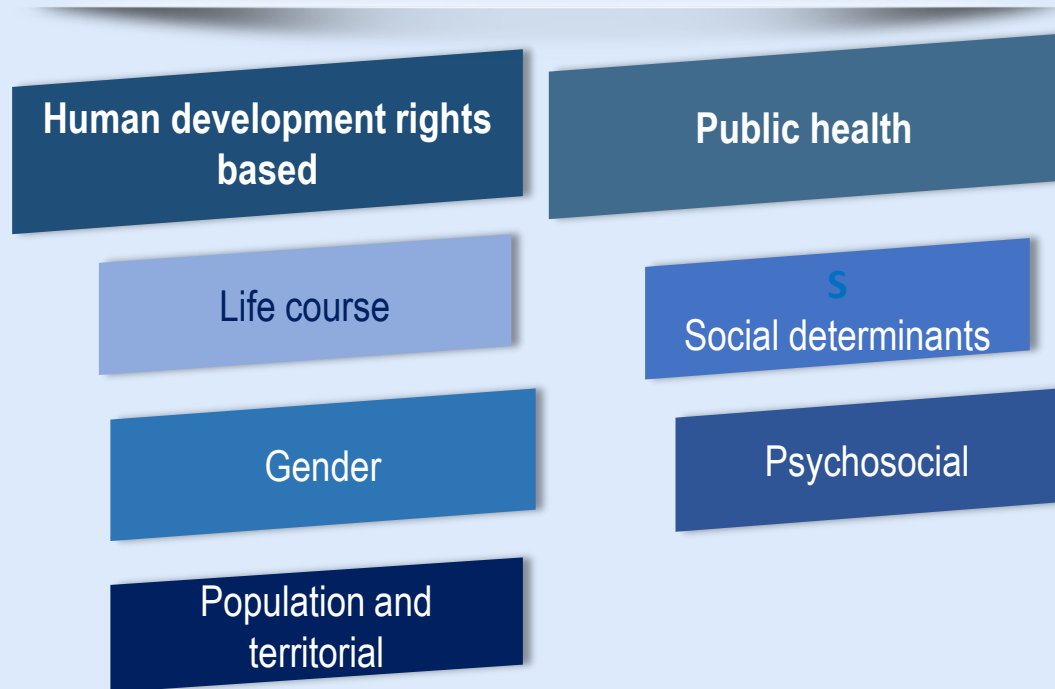 Human development rights
based
Life course
Gender
Population and
territorial
Public health
S
Social determinants
Psychosocial